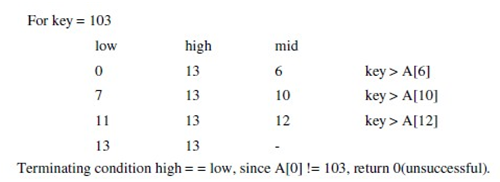 For key = 103
low high mid
0 13 6 key > A[6]
7 13 10 key > A[10]
11 13 12 key > A[12]
13 13 -
Terminating condition high = = low, since A[0] != 103, return 0(unsuccessful).